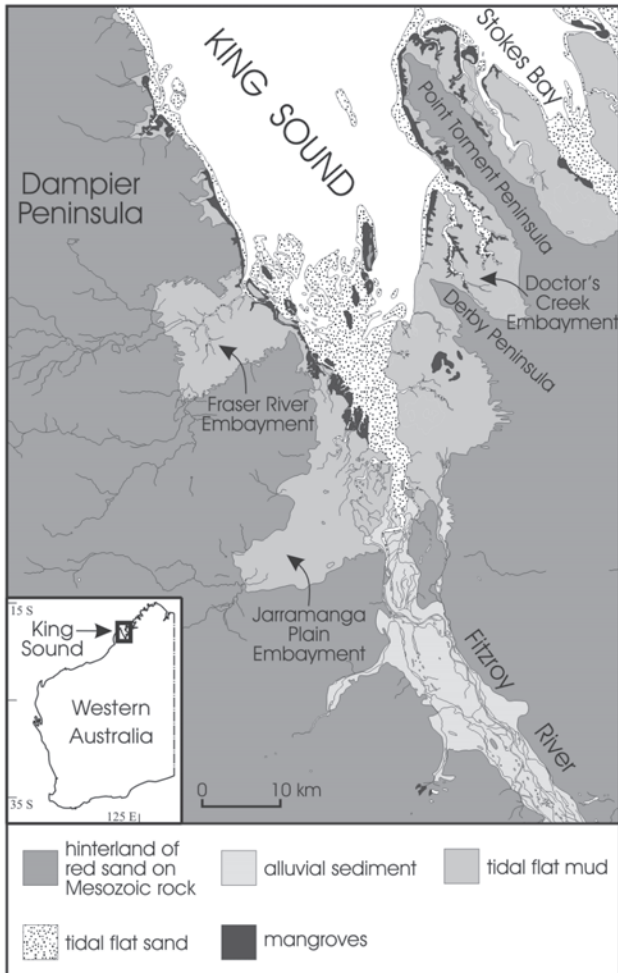 KING SOUND
Stokes Bay
Point Torment Peninsula
Dampier
Peninsula
Doctor's
Creek
Embayment
Derby Peninsula
Fraser River
Embayment
Jarramanga
Plain
Embayment
Fitzroy
River
15 S
King
Sound
Western
Australia
35 S
125 E
0 10 km
hinterland of
red sand on
Mesozoic rock
alluvial sediment
tidal flat mud
tidal flat sand
mangroves